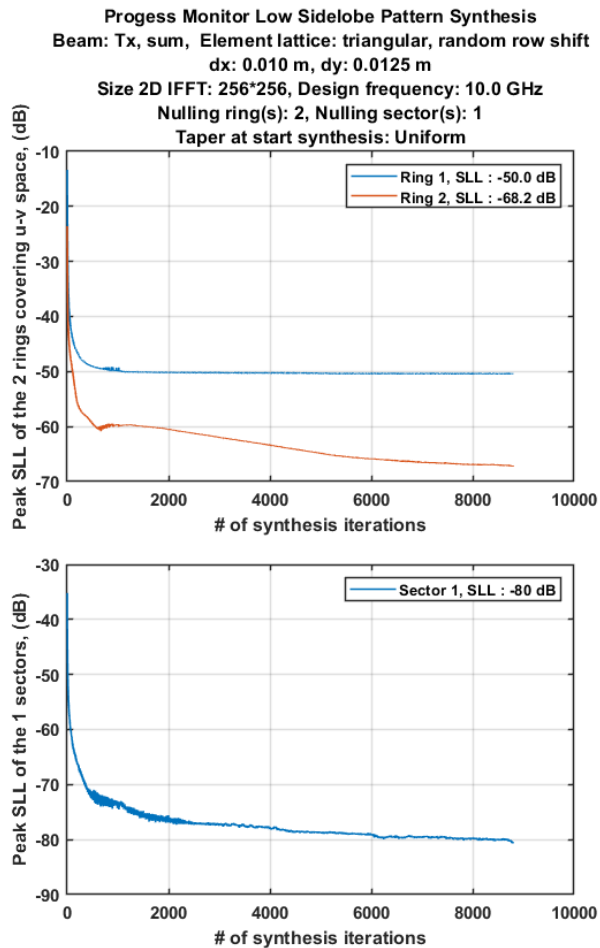 Progess Monitor Low Sidelobe Pattern Synthesis
Beam: Tx, sum,  Element lattice: triangular, random row shift
dx: 0.010 m, dy: 0.0125 m
Size 2D IFFT: 256*256, Design frequency: 10.0 GHz
Nulling ring(s): 2, Nulling sector(s): 1
Taper at start synthesis: Uniform
Peak SLL of the 2 rings covering u-v space, (dB)
-10
-20
-30
-40
-50
-60
-70
Ring 1, SLL : -50.0 dB
Ring 2, SLL : -68.2 dB
0
2000
4000
6000
8000
10000
# of synthesis iterations
Peak SLL of the 1 sectors, (dB)
-30
-40
-50
-60
-70
-80
-90
Sector 1, SLL : -80 dB
0
2000
4000
6000
8000
10000
# of synthesis iterations